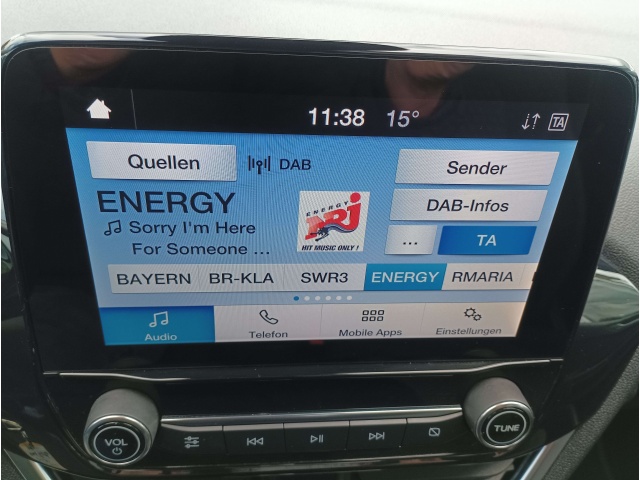 11:38 15° TA
Quellen DAB Sender
ENERGY
Sorry I'm Here
For Someone ...
ENERGY
NRJ
HIT MUSIC ONLY !
DAB-Infos
... TA
BAYERN BR-KLA SWR3 ENERGY RMARIA
Audio Telefon Mobile Apps Einstellungen
VOL TUNE